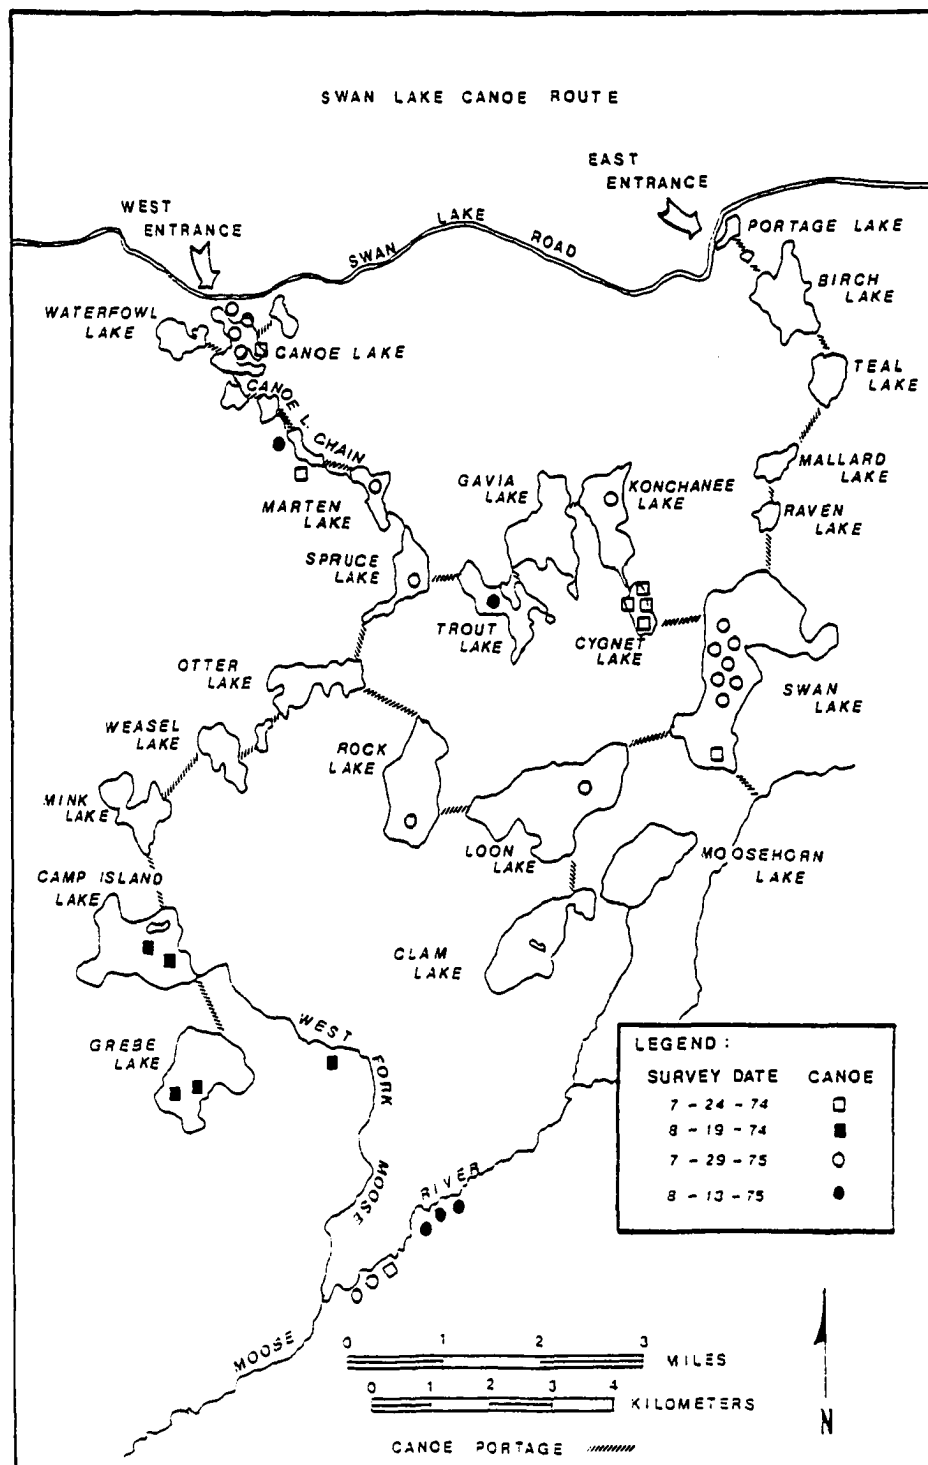 SWAN LAKE CANOE ROUTE
EAST
ENTRANCE
WEST
ENTRANCE
SWAN LAKE ROAD
PORTAGE LAKE
BIRCH
LAKE
WATERFOWL
LAKE
CANOE LAKE
TEAL
LAKE
CANOE L. CHAIN
MARTEN
LAKE
GAVIA
LAKE
KONCHANEE
LAKE
MALLARD
LAKE
RAVEN
LAKE
SPRUCE
LAKE
TROUT
LAKE
CYGNET
LAKE
OTTER
LAKE
SWAN
LAKE
WEASEL
LAKE
ROCK
LAKE
MINK
LAKE
LOON
LAKE
MOOSEHORN
LAKE
CAMP ISLAND
LAKE
CLAM
LAKE
GREBE
LAKE
WEST FORK MOOSE
RIVER
MOOSE
LEGEND :
SURVEY DATE CANOE
7 - 24 - 74
8 - 19 - 74
7 - 29 - 75
8 - 13 - 75
0 1 2 3
MILES
0 1 2 3 4
KILOMETERS
N
CANOE PORTAGE